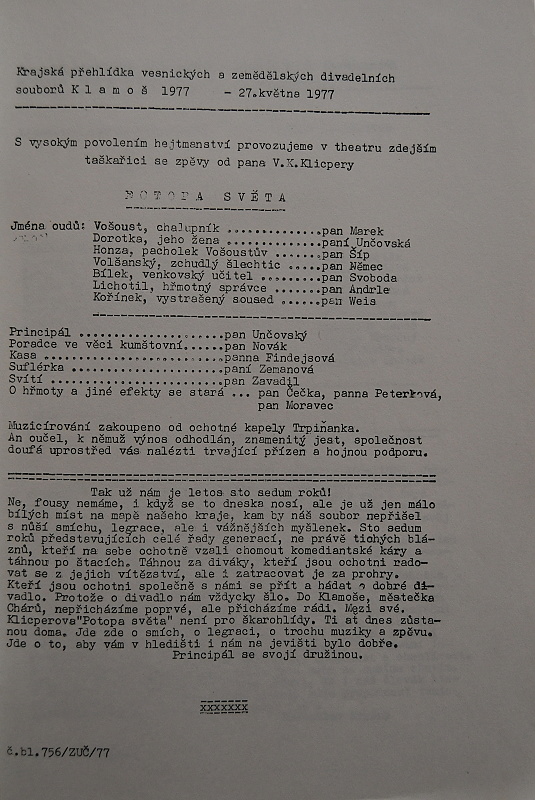 Krajská přehlídka vesnických a zemědělských divadelních
souborů K l a m o š 1977 - 27.května 1977
S vysokým povolením hejtmanství provozujeme v theatru zdejším
taškařici se zpěvy od pana V.K.Klicpery
P O T O P A S V Ě T A
Jména oudů: Vošoust, chalupník ..............pan Marek
Dorotka, jeho žena ..............paní Unčovská
Honza, pacholek Vošoustův .......pan Šíp
Volšanský, zchudlý šlechtic .....pan Němec
Bílek, venkovský učitel .........pan Svoboda
Lichotil, hřmotný správce .......pan Andrle
Kořínek, vystrašený soused ......pan Weis
Principál .....................pan Unčovský
Poradce ve věci kumštovní......pan Novák
Kasa ..........................panna Findejsová
Suflérka ......................paní Zemanová
Svítí .........................pan Zavadil
O hřmoty a jiné efekty se stará ... pan Čečka, panna Peterková,
pan Moravec
Muzicírování zakoupeno od ochotné kapely Trpiňanka.
An oučel, k němuž výnos odhodlán, znamenitý jest, společnost
doufá uprostřed vás nalézti trvající přízeň a hojnou podporu.
Tak už nám je letos sto sedum roků!
Ne, fousy nemáme, i když se to dneska nosí, ale je už jen málo
bílých míst na mapě našeho kraje, kam by náš soubor nepřišel
s nůší smíchu, legrace, ale i vážnějších myšlenek. Sto sedum
roků představujících celé řady generací, ne právě tichých blá-
znů, kteří na sebe ochotně vzali chomout komediantské káry a
táhnou po štacích. Táhnou za diváky, kteří jsou ochotni rado-
vat se z jejich vítězství, ale i zatracovat je za prohry.
Kteří jsou ochotni společně s námi se přít a hádat o dobré di-
vadlo. Protože o divadlo nám vždycky šlo. Do Klamoše, městečka
Chárů, nepřicházíme poprvé, ale přicházíme rádi. Mezi své.
Klicperova"Potopa světa" není pro škarohlídy. Ti ať dnes zůsta-
nou doma. Jde zde o smích, o legraci, o trochu muziky a zpěvu.
Jde o to, aby vám v hledišti i nám na jevišti bylo dobře.
Principál se svojí družinou.
xxxxxxx
č.bl.756/ZUČ/77